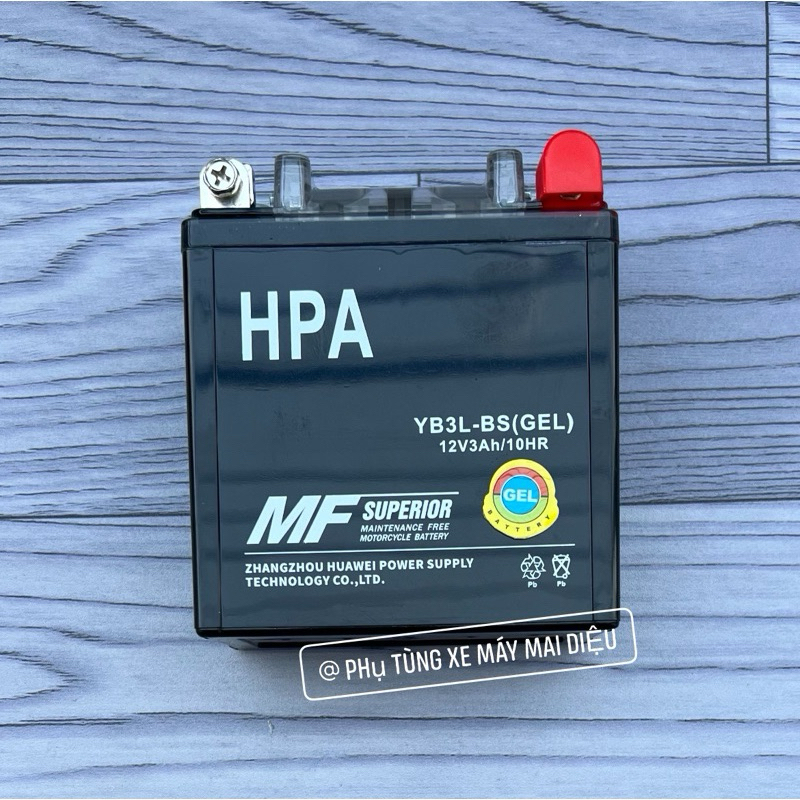 HPA
YB3L-BS(GEL)
12V3Ah/10HR
GEL
BATTERY
MF SUPERIOR
MAINTENANCE FREE
MOTORCYCLE BATTERY
ZHANGZHOU HUAWEI POWER SUPPLY
TECHNOLOGY CO.,LTD.
Pb Pb
@ PHỤ TÙNG XE MÁY MAI DIỆU